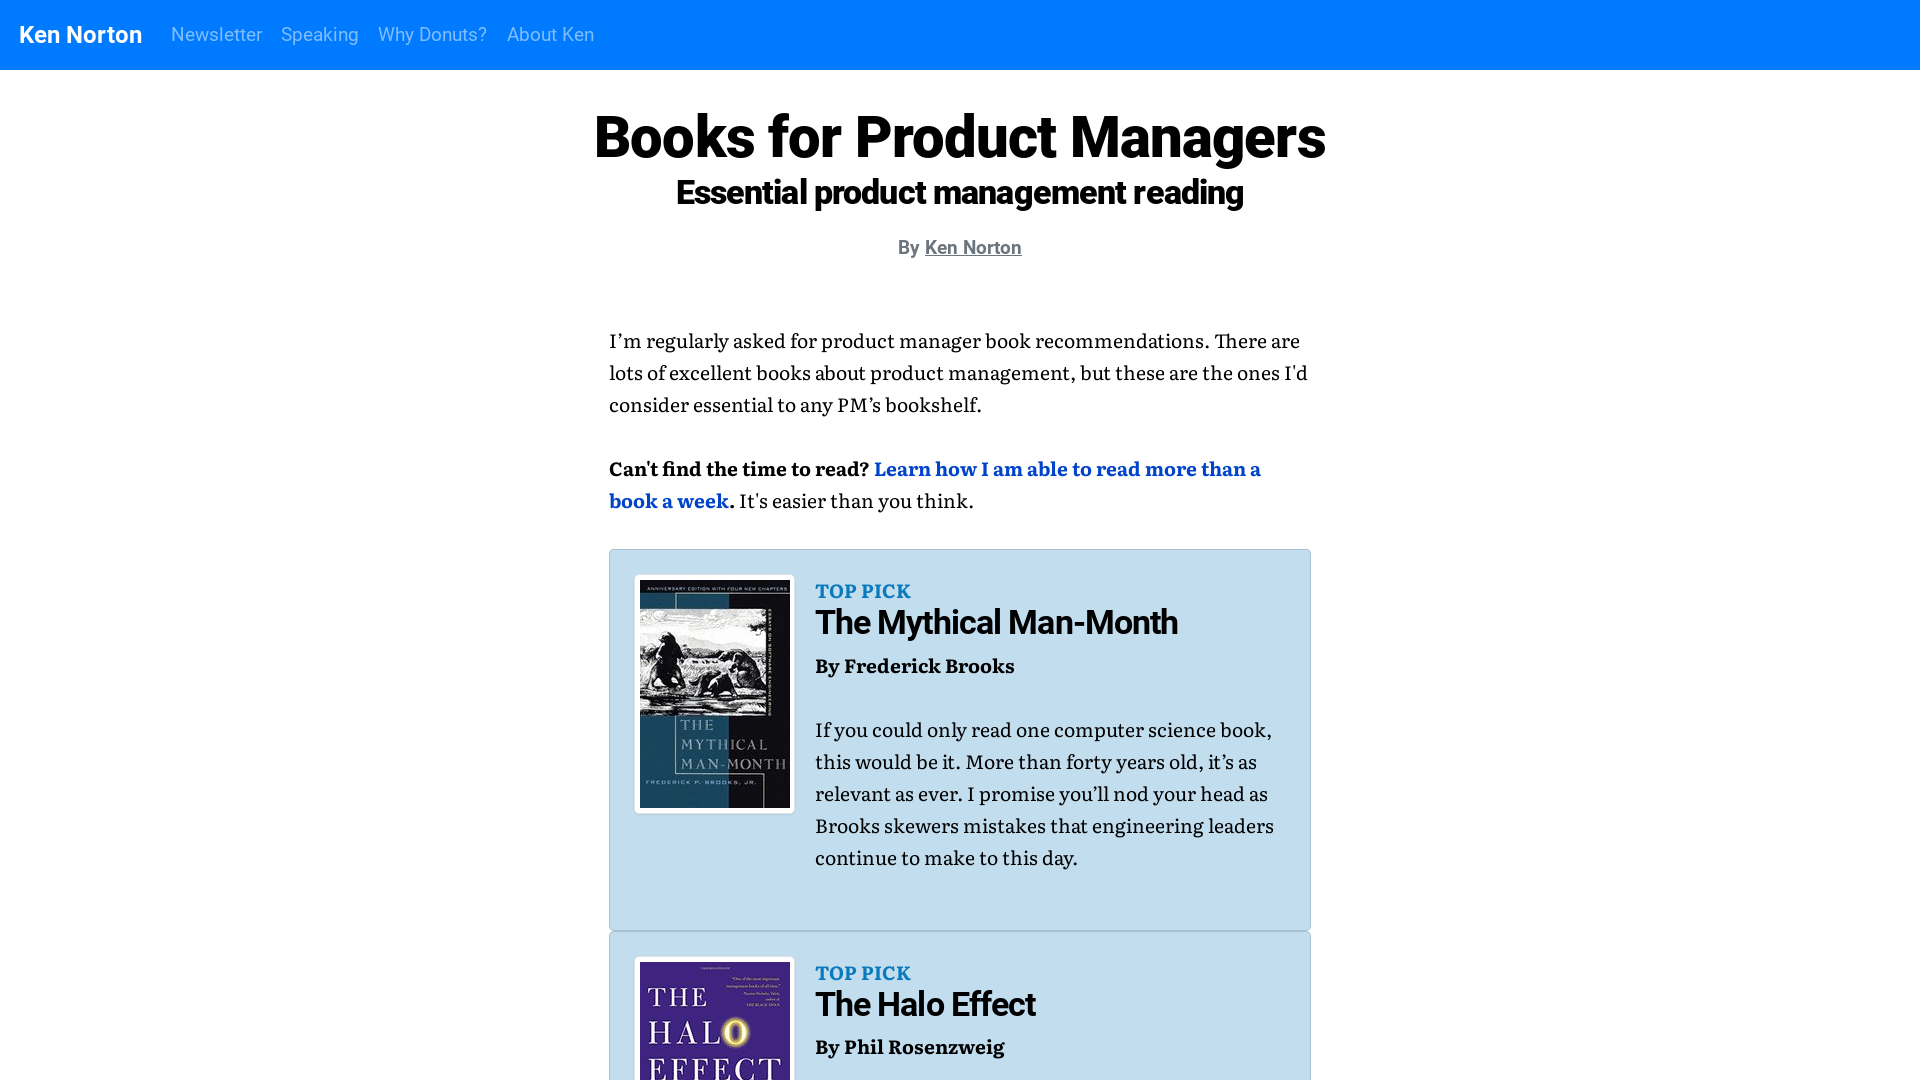 Ken Norton Newsletter Speaking Why Donuts? About Ken
Books for Product Managers
Essential product management reading
By Ken Norton
I’m regularly asked for product manager book recommendations. There are
lots of excellent books about product management, but these are the ones I'd
consider essential to any PM’s bookshelf.
Can't find the time to read? Learn how I am able to read more than a
book a week. It's easier than you think.
ANNIVERSARY EDITION WITH FOUR NEW CHAPTERS
THE
MYTHICAL
MAN-MONTH
FREDERICK P. BROOKS, JR.
TOP PICK
The Mythical Man-Month
By Frederick Brooks
If you could only read one computer science book,
this would be it. More than forty years old, it’s as
relevant as ever. I promise you’ll nod your head as
Brooks skewers mistakes that engineering leaders
continue to make to this day.
THE
HALO
EFFECT
TOP PICK
The Halo Effect
By Phil Rosenzweig